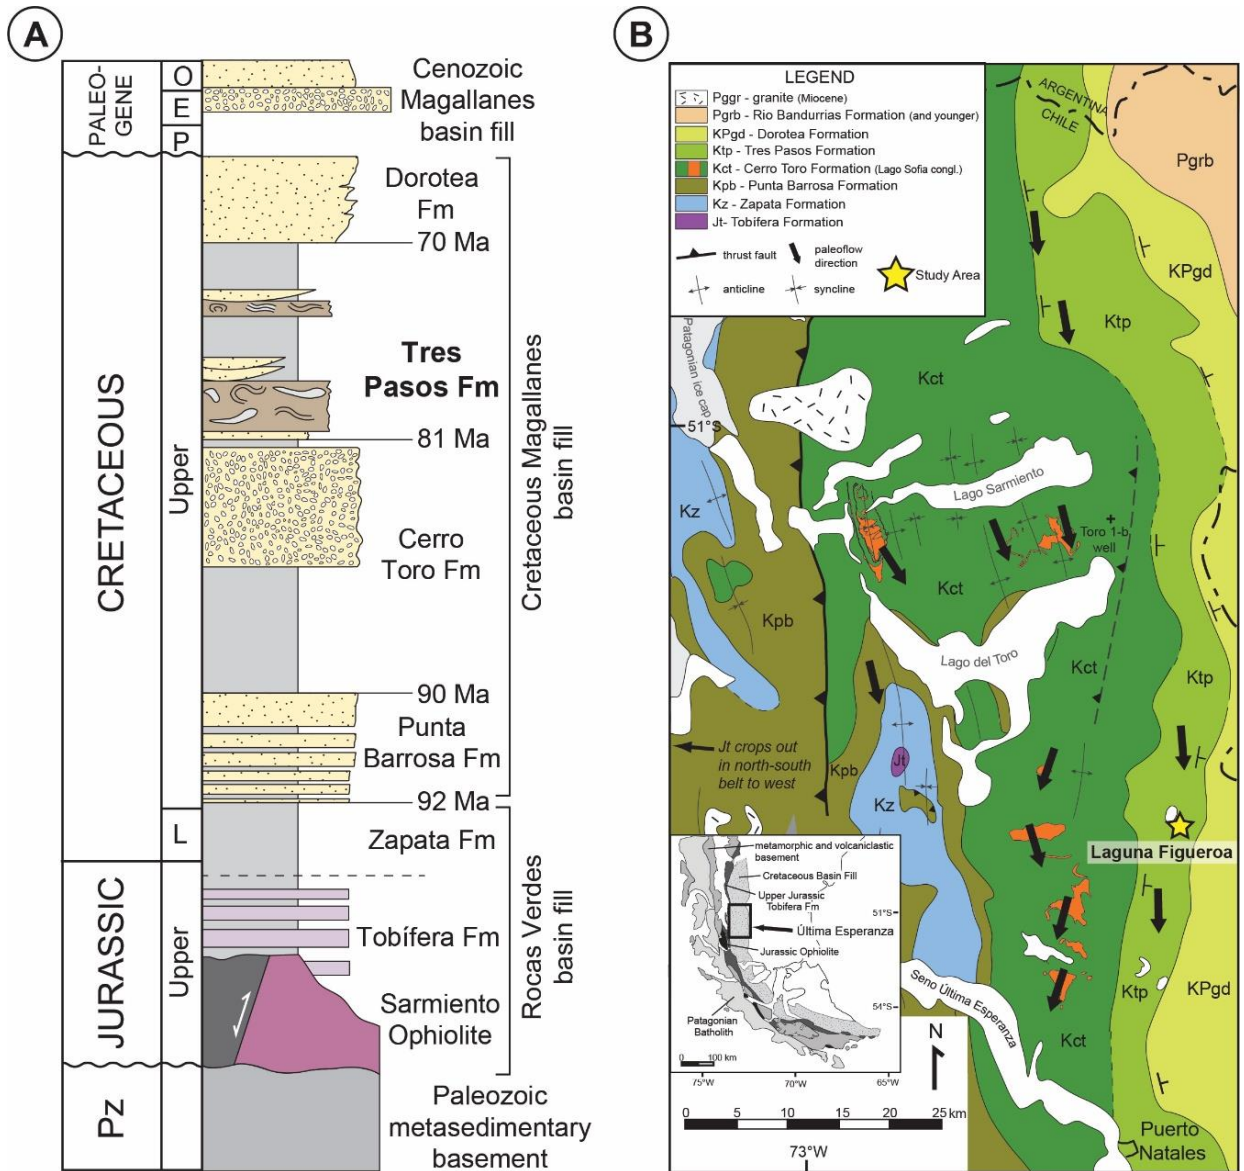 A
PALEO-
GENE
O
E
P
CRETACEOUS
Upper
L
JURASSIC
Upper
Pz
Cenozoic
Magallanes
basin fill
Dorotea
Fm
70 Ma
Tres
Pasos Fm
81 Ma
Cerro
Toro Fm
90 Ma
Punta
Barrosa Fm
92 Ma
Zapata Fm
Tobífera Fm
Sarmiento
Ophiolite
Paleozoic
metasedimentary
basement
Cretaceous Magallanes
basin fill
Rocas Verdes
basin fill
B
LEGEND
Pggr - granite (Miocene)
Pgrb - Rio Bandurrias Formation (and younger)
KPgd - Dorotea Formation
Ktp - Tres Pasos Formation
Kct - Cerro Toro Formation (Lago Sofia congl.)
Kpb - Punta Barrosa Formation
Kz - Zapata Formation
Jt- Tobifera Formation
thrust fault
paleoflow
direction
Study Area
anticline
syncline
ARGENTINA
CHILE
Pgrb
KPgd
Ktp
Patagonian ice cap
51°S
Kct
Lago Sarmiento
Kz
Toro 1-b
well
Kct
Kpb
Lago del Toro
Kct
Ktp
Jt crops out
in north-south
belt to west
Kpb
Jt
Kz
Laguna Figueroa
metamorphic and volcaniclastic
basement
Cretaceous Basin Fill
Upper Jurassic
Tobifera Fm
51°S
Última Esperanza
Jurassic Ophiolite
54°S
Patagonian
Batholith
0 100 km
75°W
70°W
65°W
Seno Última Esperanza
Ktp
KPgd
Kct
N
0 5 10 15 20 25 km
73°W
Puerto
Natales